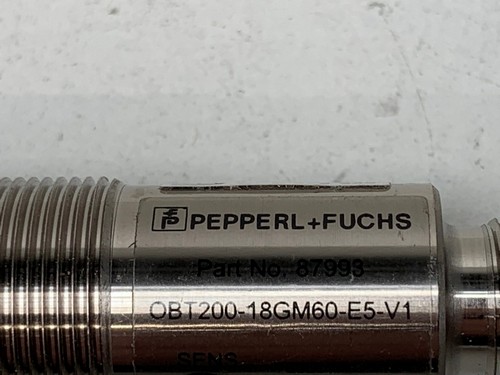 PEPPERL+FUCHS
Part No. 87993
OBT200-18GM60-E5-V1
SENS